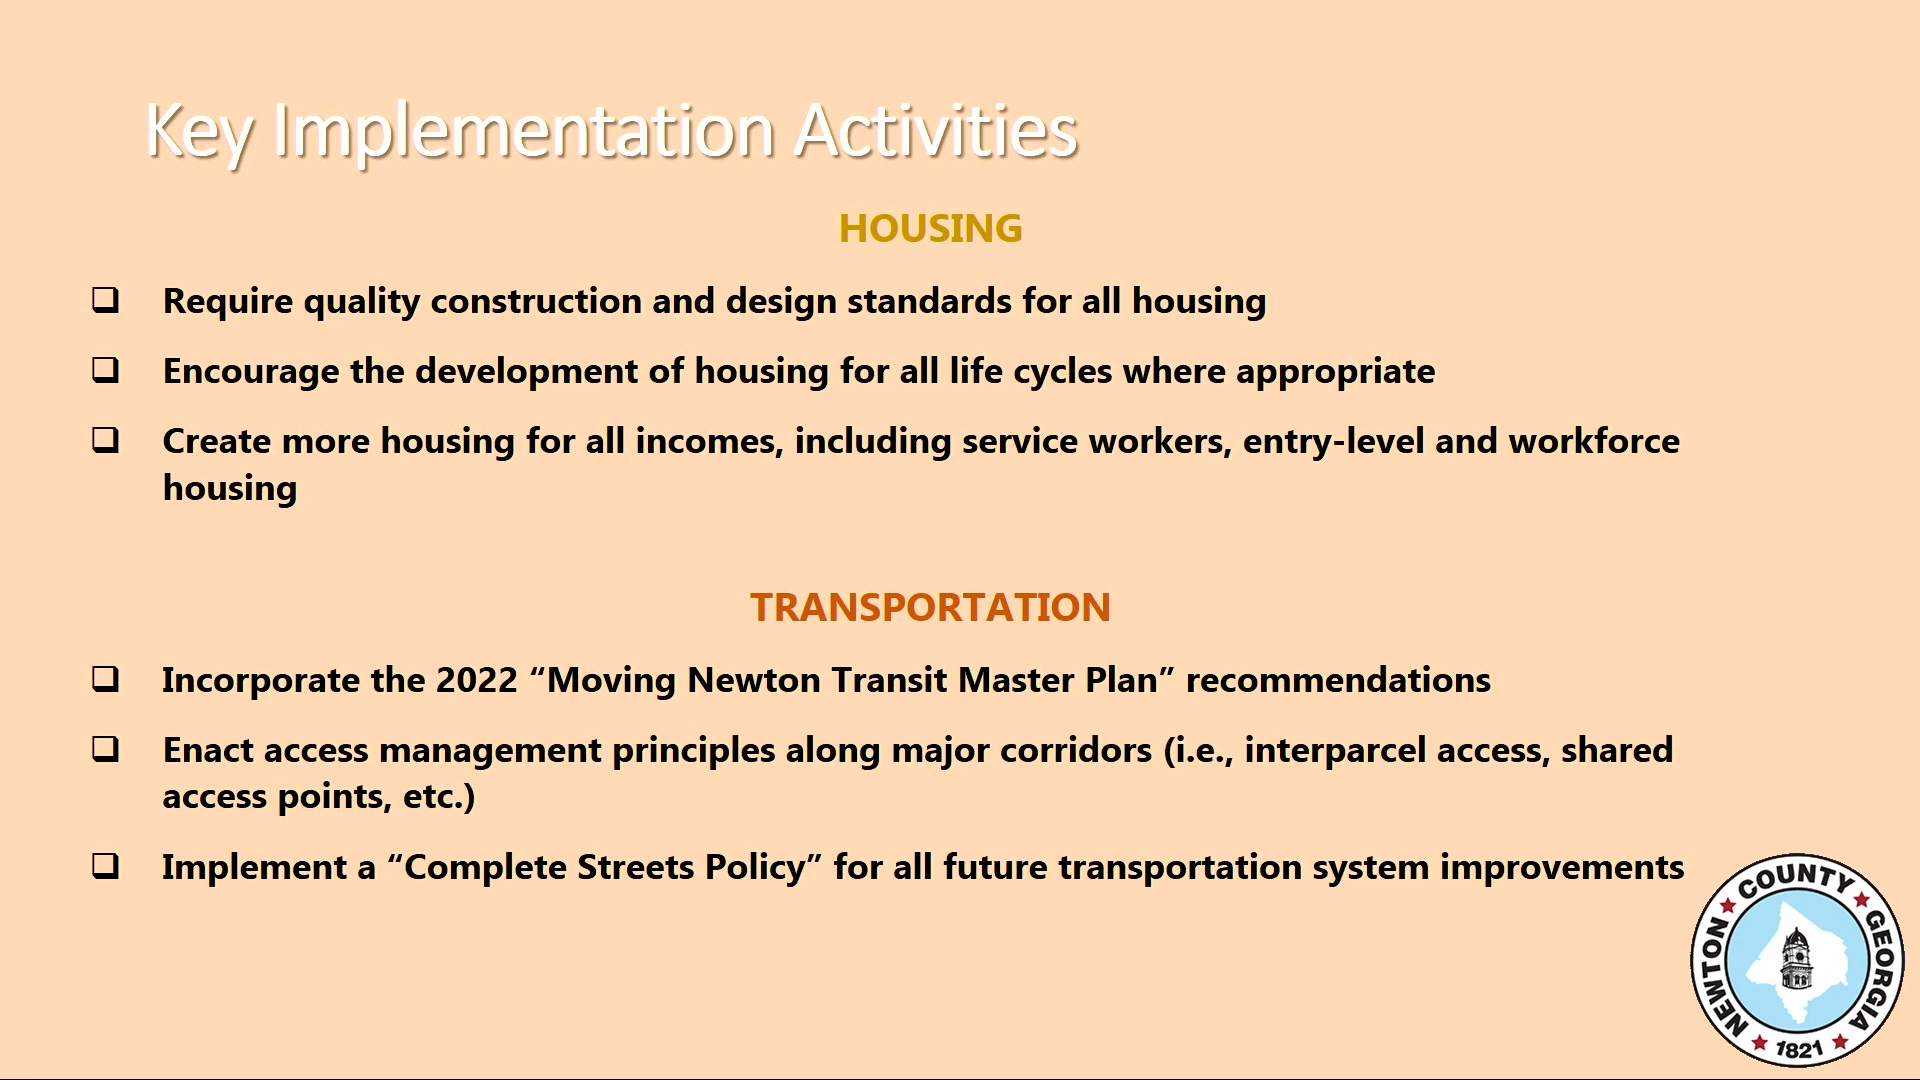 Key Implementation Activities
HOUSING
Require quality construction and design standards for all housing
Encourage the development of housing for all life cycles where appropriate
Create more housing for all incomes, including service workers, entry-level and workforce
housing
TRANSPORTATION
Incorporate the 2022 “Moving Newton Transit Master Plan” recommendations
Enact access management principles along major corridors (i.e., interparcel access, shared
access points, etc.)
Implement a “Complete Streets Policy” for all future transportation system improvements
NEWTON COUNTY GEORGIA
1821